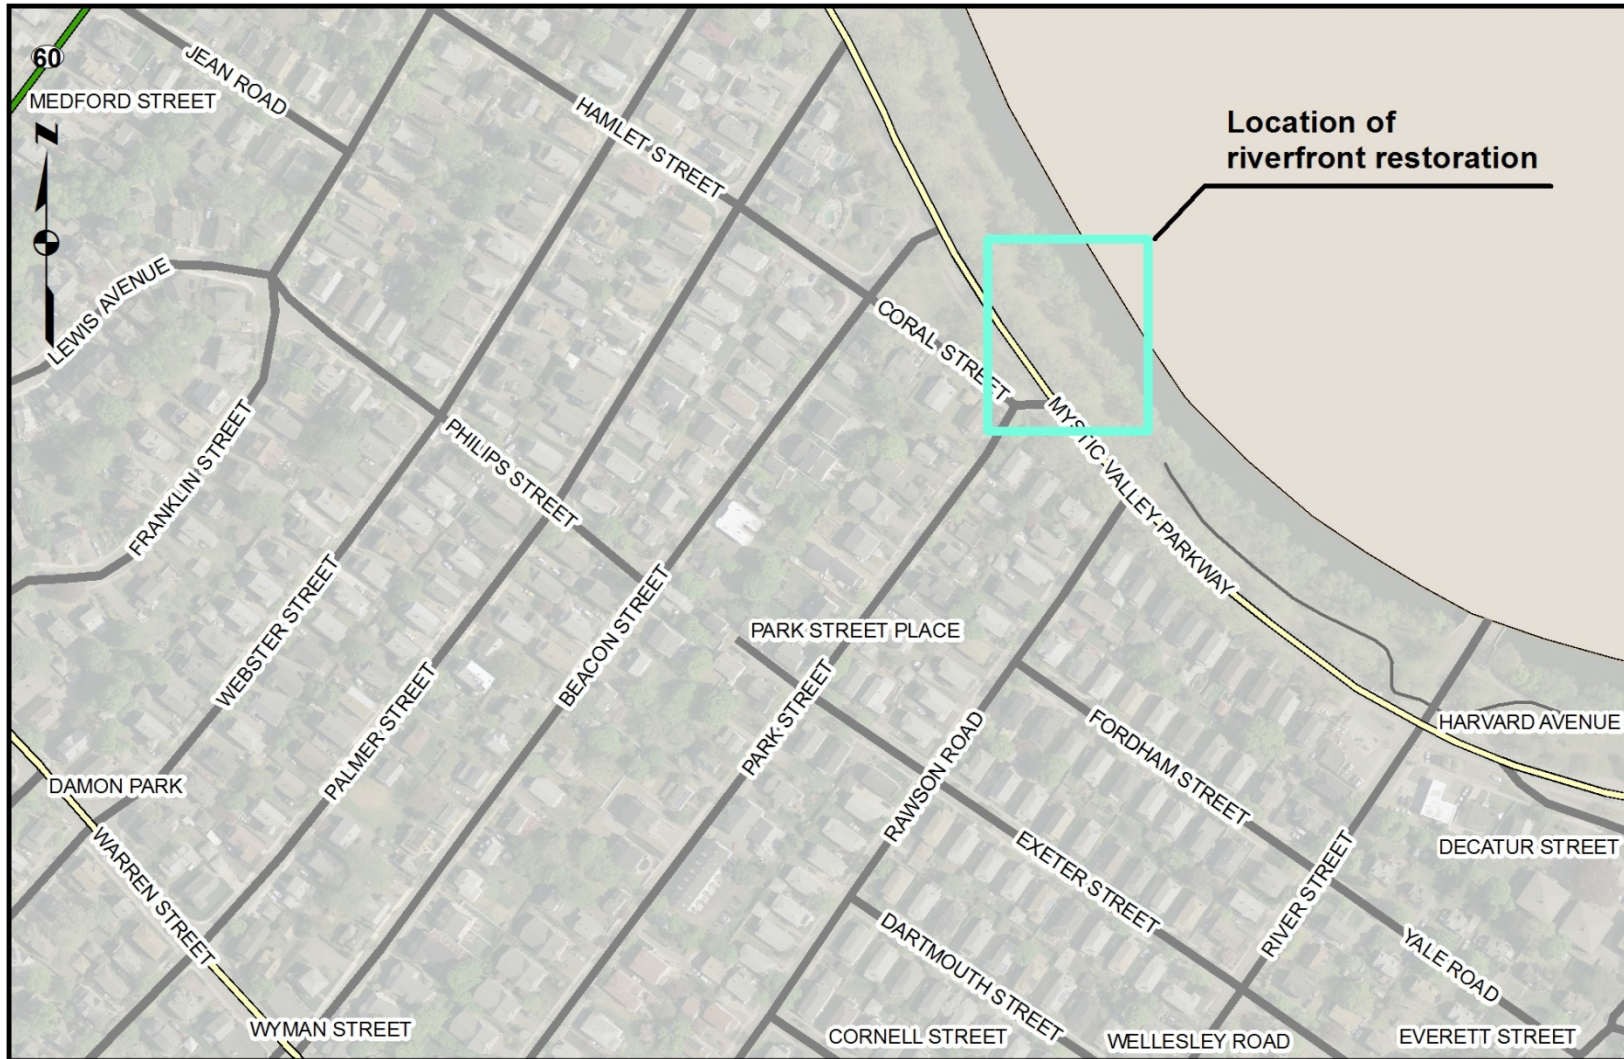 60
MEDFORD STREET
JEAN ROAD
HAMLET STREET
Location of
riverfront restoration
N
LEWIS AVENUE
CORAL STREET
FRANKLIN STREET
PHILIPS STREET
MYSTIC VALLEY PARKWAY
WEBSTER STREET
BEACON STREET
PARK STREET PLACE
PALMER STREET
PARK STREET
RAWSON ROAD
FORDHAM STREET
HARVARD AVENUE
DAMON PARK
WARREN STREET
EXETER STREET
RIVER STREET
DECATUR STREET
DARTMOUTH STREET
YALE ROAD
WYMAN STREET
CORNELL STREET
WELLESLEY ROAD
EVERETT STREET